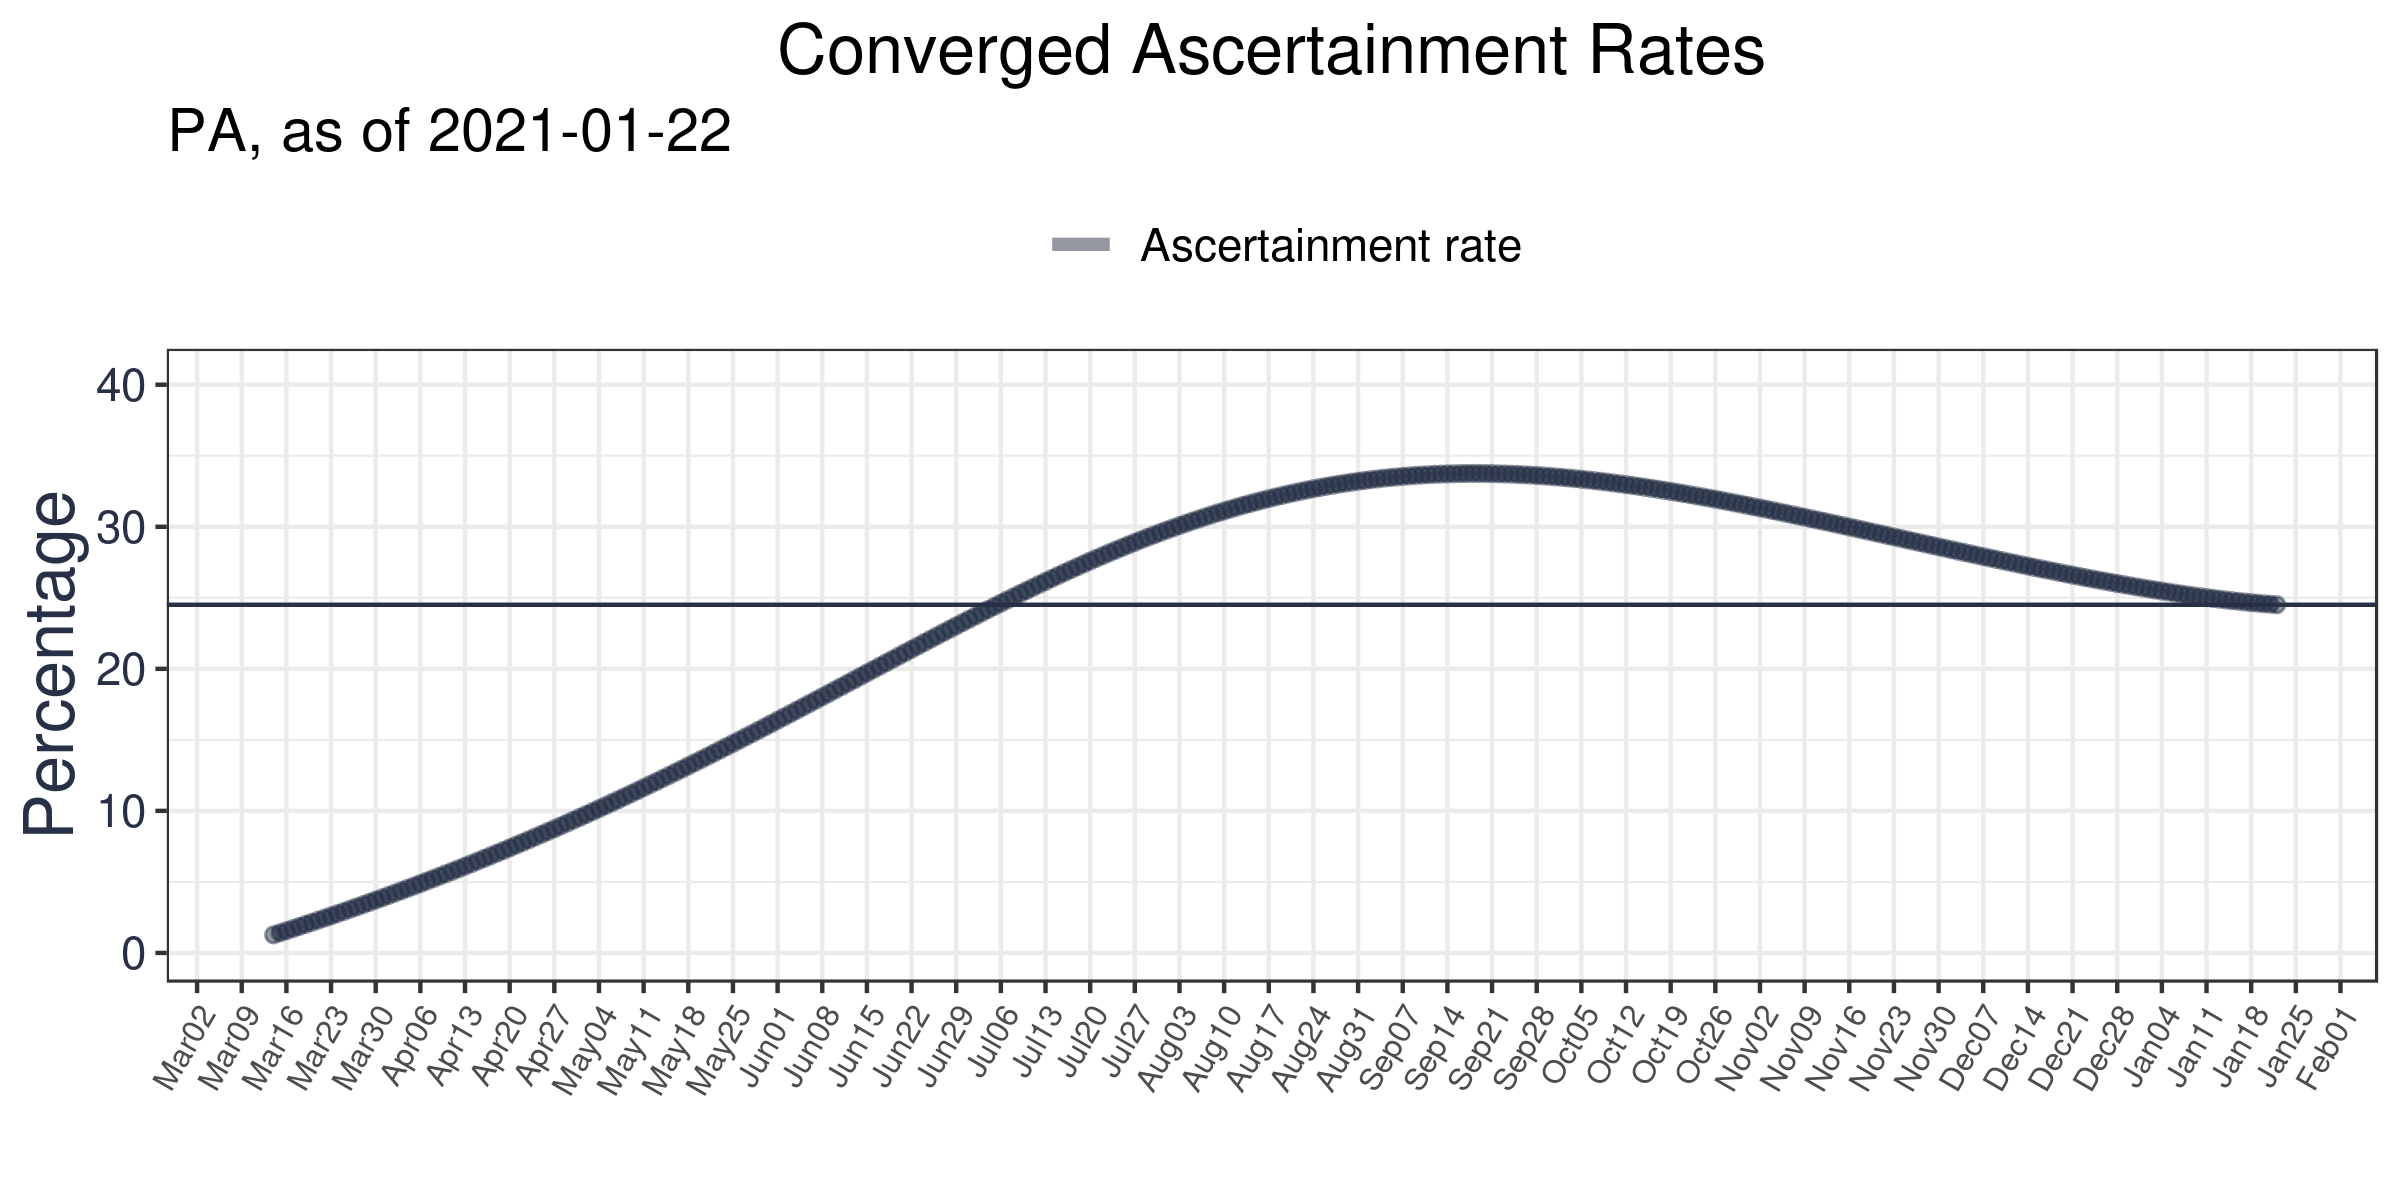 Converged Ascertainment Rates
PA, as of 2021-01-22
Ascertainment rate
Percentage
40
30
20
10
0
Mar02 Mar09 Mar16 Mar23 Mar30 Apr06 Apr13 Apr20 Apr27 May04 May11 May18 May25 Jun01 Jun08 Jun15 Jun22 Jun29 Jul06 Jul13 Jul20 Jul27 Aug03 Aug10 Aug17 Aug24 Aug31 Sep07 Sep14 Sep21 Sep28 Oct05 Oct12 Oct19 Oct26 Nov02 Nov09 Nov16 Nov23 Nov30 Dec07 Dec14 Dec21 Dec28 Jan04 Jan11 Jan18 Jan25 Feb01